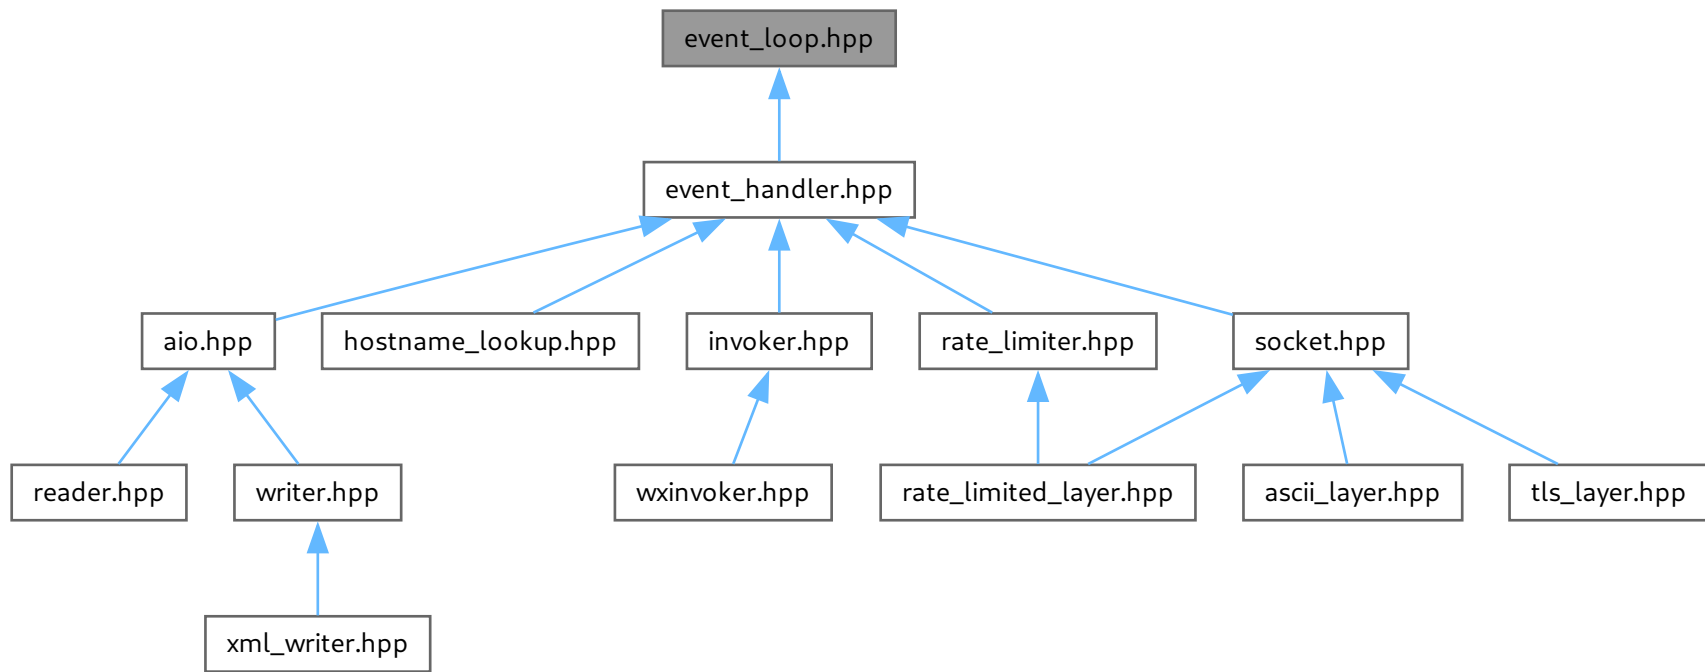 event_loop.hpp
event_handler.hpp
aio.hpp
hostname_lookup.hpp
invoker.hpp
rate_limiter.hpp
socket.hpp
reader.hpp
writer.hpp
wxinvoker.hpp
rate_limited_layer.hpp
ascii_layer.hpp
tls_layer.hpp
xml_writer.hpp